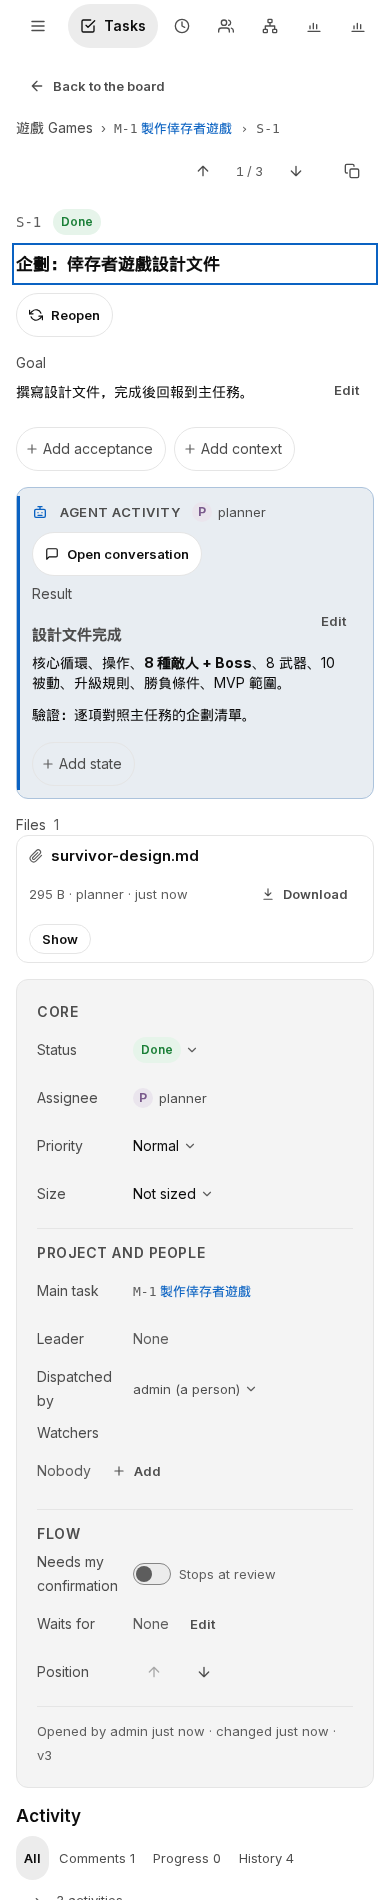 Tasks
Back to the board
遊戲 Games › M-1 製作倖存者遊戲 › S-1
1 / 3
S-1 Done
企劃：倖存者遊戲設計文件
Reopen
Goal
撰寫設計文件，完成後回報到主任務。 Edit
Add acceptance Add context
AGENT ACTIVITY P planner
Open conversation
Result
Edit
設計文件完成
核心循環、操作、8 種敵人 + Boss、8 武器、10
被動、升級規則、勝負條件、MVP 範圍。
驗證：逐項對照主任務的企劃清單。
Add state
Files 1
survivor-design.md
295 B · planner · just now Download
Show
CORE
Status Done
Assignee P planner
Priority Normal
Size Not sized
PROJECT AND PEOPLE
Main task M-1 製作倖存者遊戲
Leader None
Dispatched
by
admin (a person)
Watchers
Nobody Add
FLOW
Needs my
confirmation
Stops at review
Waits for None Edit
Position
Opened by admin just now · changed just now ·
v3
Activity
All Comments 1 Progress 0 History 4